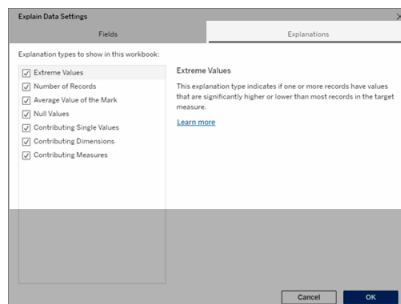 Explain Data Settings
Fields
Explanations
Explanation types to show in this workbook:
Extreme Values
Number of Records
Average Value of the Mark
Null Values
Contributing Single Values
Contributing Dimensions
Contributing Measures
Extreme Values
This explanation type indicates if one or more records have values
that are significantly higher or lower than most records in the target
measure.
Learn more
Cancel
OK